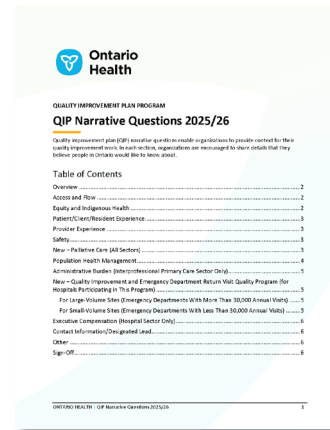 Ontario
Health
QUALITY IMPROVEMENT PLAN PROGRAM
QIP Narrative Questions 2025/26
Quality improvement plan (QIP) narrative questions enable organizations to provide context for their
quality improvement work. In each section, organizations are encouraged to share details that they
believe people in Ontario would like to know about.
Table of Contents
Overview ... 2
Access and Flow ... 2
Equity and Indigenous Health ... 2
Patient/Client/Resident Experience ... 3
Provider Experience ... 3
Safety ... 3
New – Palliative Care (All Sectors) ... 3
Population Health Management ... 4
Administrative Burden (Interprofessional Primary Care Sector Only) ... 5
New – Quality Improvement and Emergency Department Return Visit Quality Program (for
Hospitals Participating in This Program) ... 5
For Large-Volume Sites (Emergency Departments With More Than 30,000 Annual Visits) ... 5
For Small-Volume Sites (Emergency Departments With Less Than 30,000 Annual Visits) ... 5
Executive Compensation (Hospital Sector Only) ... 6
Contact Information/Designated Lead ... 6
Other ... 6
Sign-Off ... 6
ONTARIO HEALTH | QIP Narrative Questions 2025/26 1